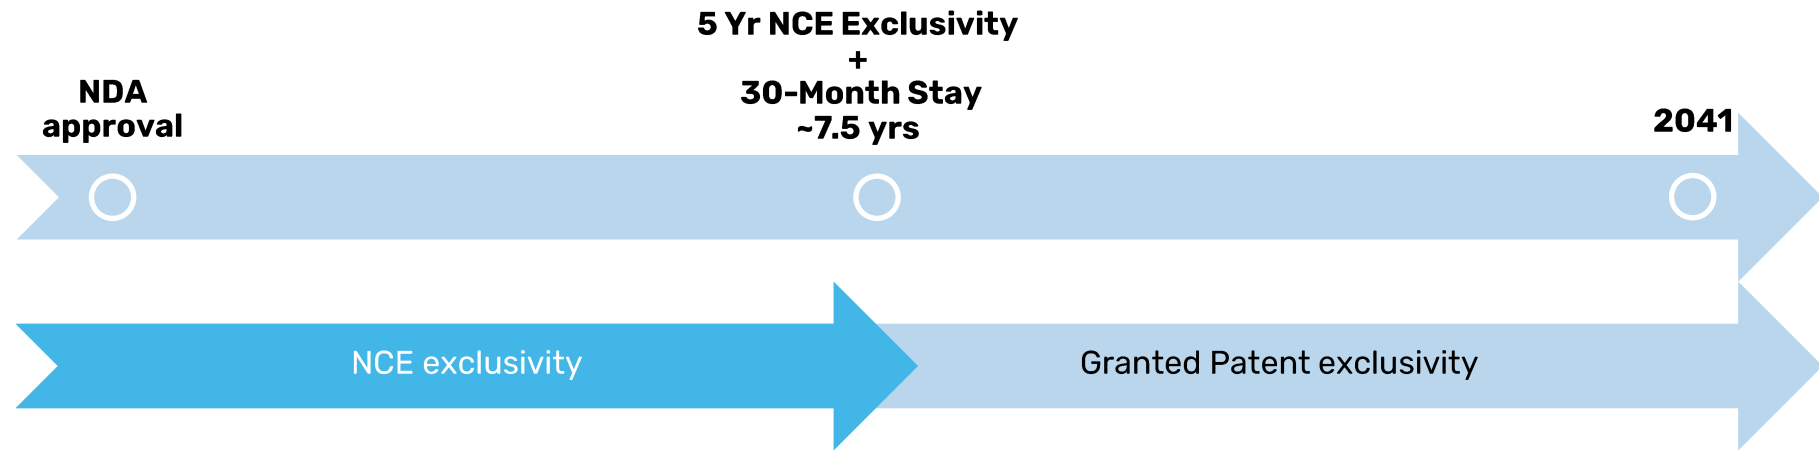 NDA
approval
5 Yr NCE Exclusivity
+
30-Month Stay
~7.5 yrs
2041
NCE exclusivity
Granted Patent exclusivity